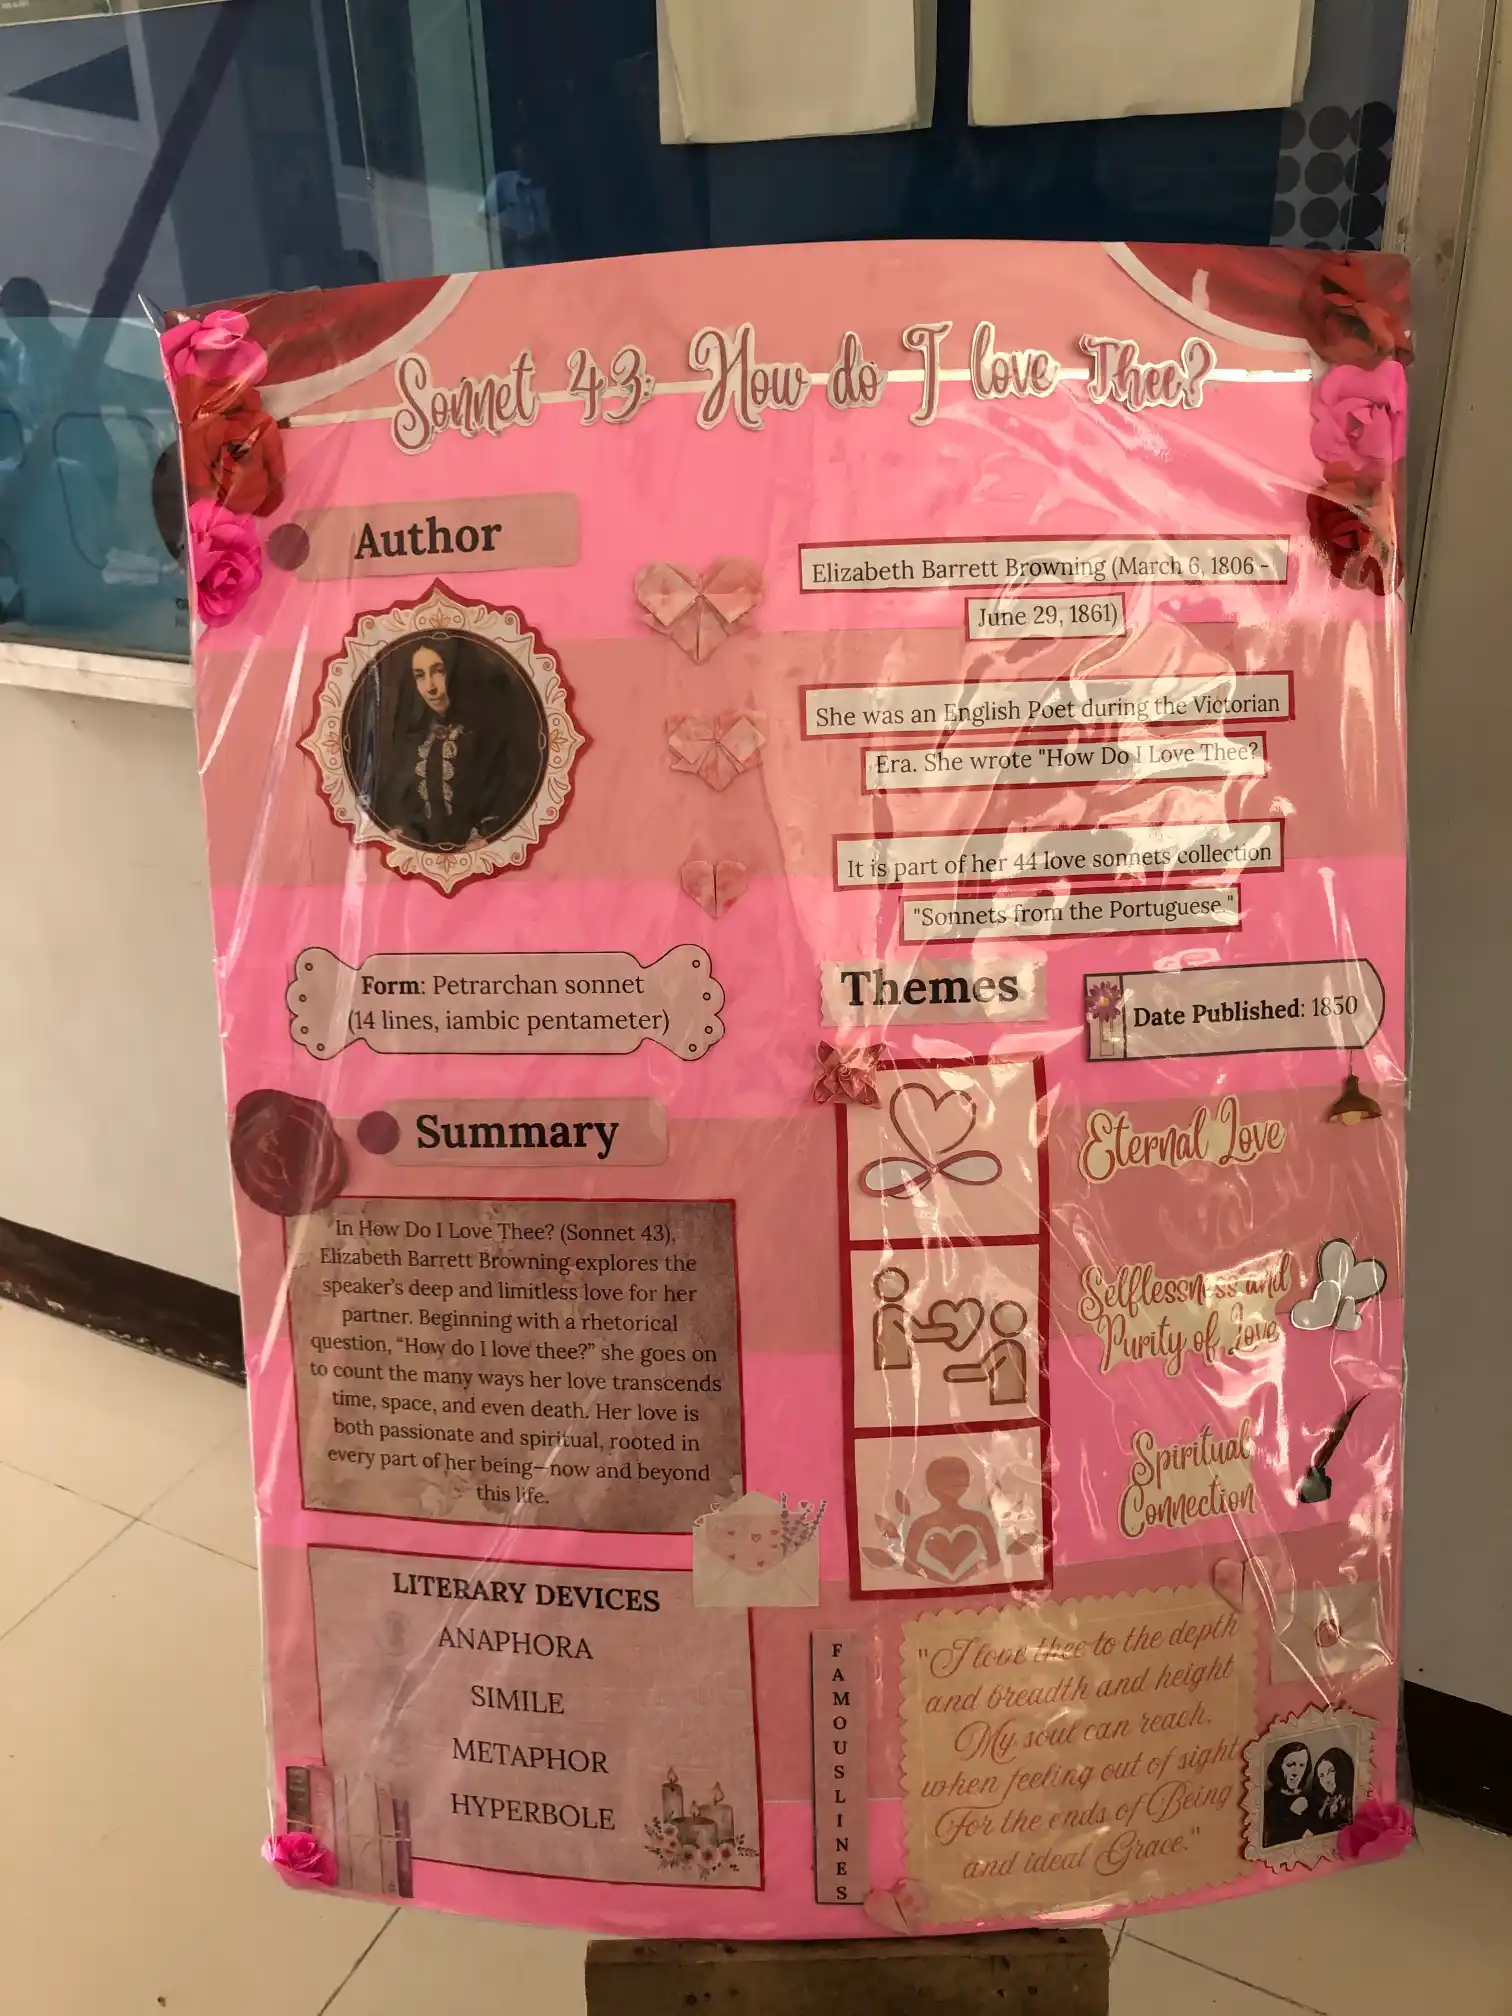 Sonnet 43: How do I love Thee?
Author
Elizabeth Barrett Browning (March 6, 1806 -
June 29, 1861)
She was an English Poet during the Victorian
Era. She wrote "How Do I Love Thee?
It is part of her 44 love sonnets collection
"Sonnets from the Portuguese."
Form: Petrarchan sonnet
(14 lines, iambic pentameter)
Themes
Date Published: 1850
Eternal Love
Selflessness and
Purity of Love
Spiritual
Connection
Summary
In How Do I Love Thee? (Sonnet 43),
Elizabeth Barrett Browning explores the
speaker's deep and limitless love for her
partner. Beginning with a rhetorical
question, “How do I love thee?” she goes on
to count the many ways her love transcends
time, space, and even death. Her love is
both passionate and spiritual, rooted in
every part of her being—now and beyond
this life.
LITERARY DEVICES
ANAPHORA
SIMILE
METAPHOR
HYPERBOLE
FAMOUS LINES
"I love thee to the depth
and breadth and height
My soul can reach,
when feeling out of sight
For the ends of Being
and ideal Grace."